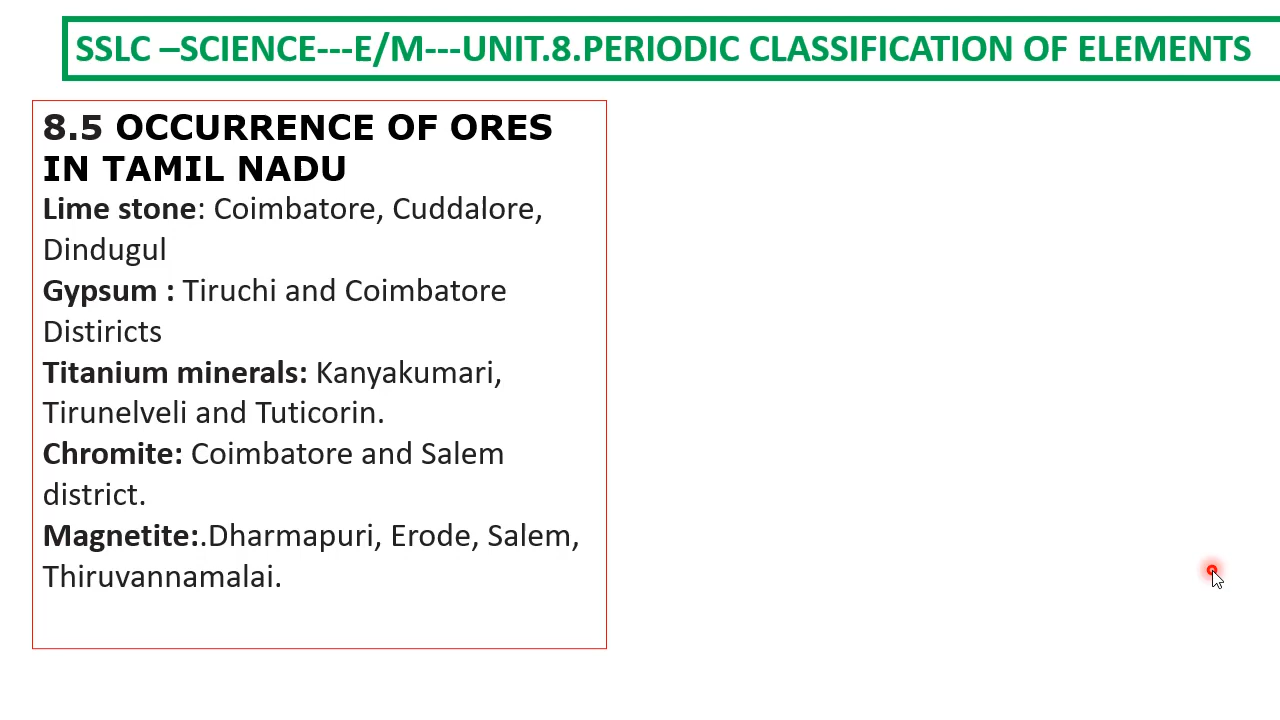 SSLC –SCIENCE---E/M---UNIT.8.PERIODIC CLASSIFICATION OF ELEMENTS
8.5 OCCURRENCE OF ORES
IN TAMIL NADU
Lime stone: Coimbatore, Cuddalore,
Dindugul
Gypsum : Tiruchi and Coimbatore
Distiricts
Titanium minerals: Kanyakumari,
Tirunelveli and Tuticorin.
Chromite: Coimbatore and Salem
district.
Magnetite:.Dharmapuri, Erode, Salem,
Thiruvannamalai.